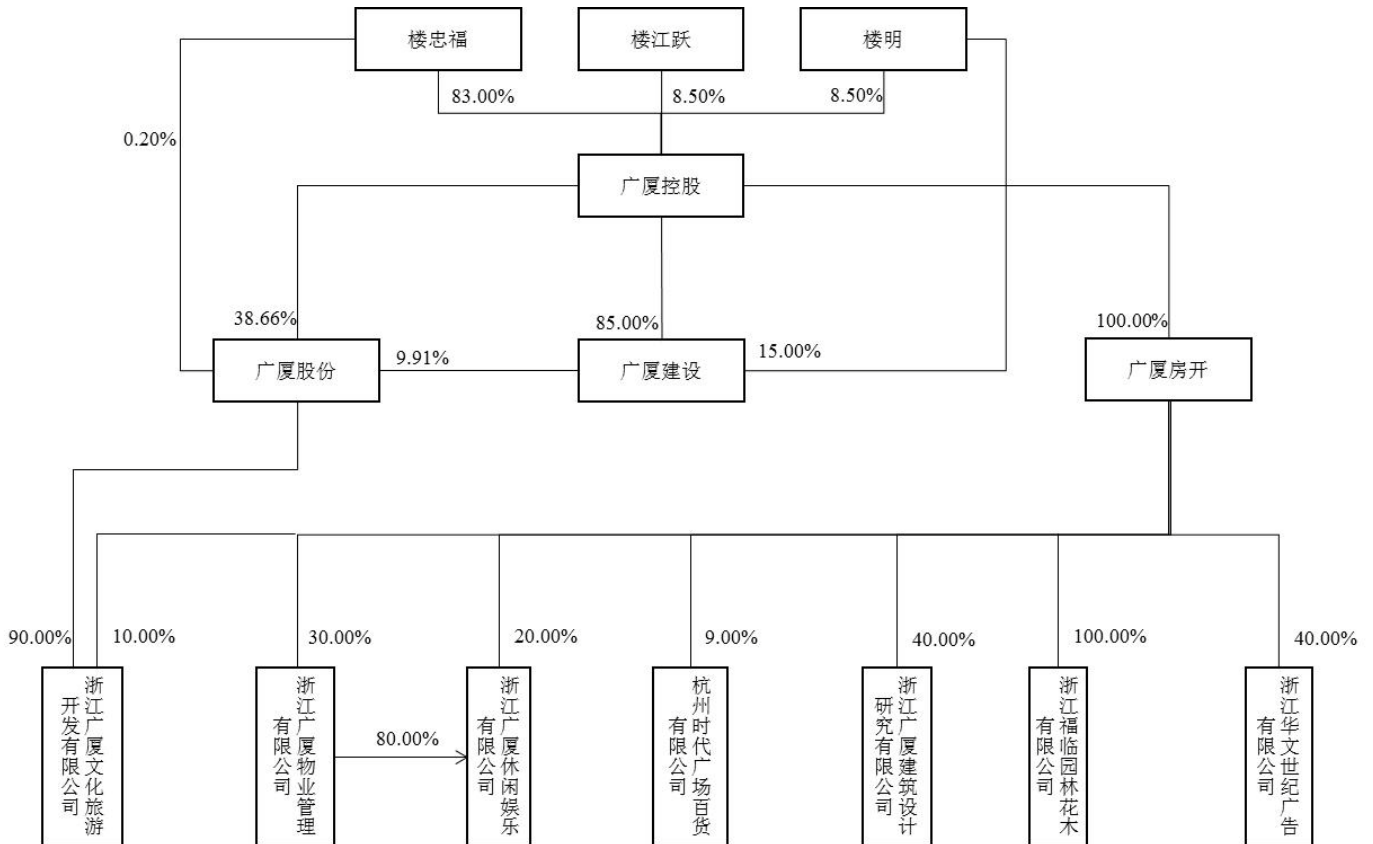 楼忠福
楼江跃
楼明
83.00%
8.50%
8.50%
0.20%
广厦控股
38.66%
85.00%
100.00%
广厦股份
9.91%
广厦建设
15.00%
广厦房开
90.00%
10.00%
30.00%
20.00%
9.00%
40.00%
100.00%
40.00%
浙江广厦文化旅游
开发有限公司
浙江广厦物业管理
有限公司
80.00%
浙江广厦休闲娱乐
有限公司
杭州时代广场百货
有限公司
浙江广厦建筑设计
研究有限公司
浙江福临园林花木
有限公司
浙江华文世纪广告
有限公司